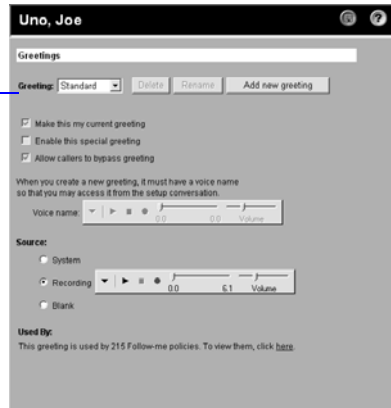 Uno, Joe
Greetings
Greeting: Standard Delete Rename Add new greeting
Make this my current greeting
Enable this special greeting
Allow callers to bypass greeting
When you create a new greeting, it must have a voice name
so that you may access it from the setup conversation.
Voice name: 0.0 0.0 Volume
Source:
System
Recording 0.0 6.1 Volume
Blank
Used By:
This greeting is used by 215 Follow-me policies. To view them, click here.